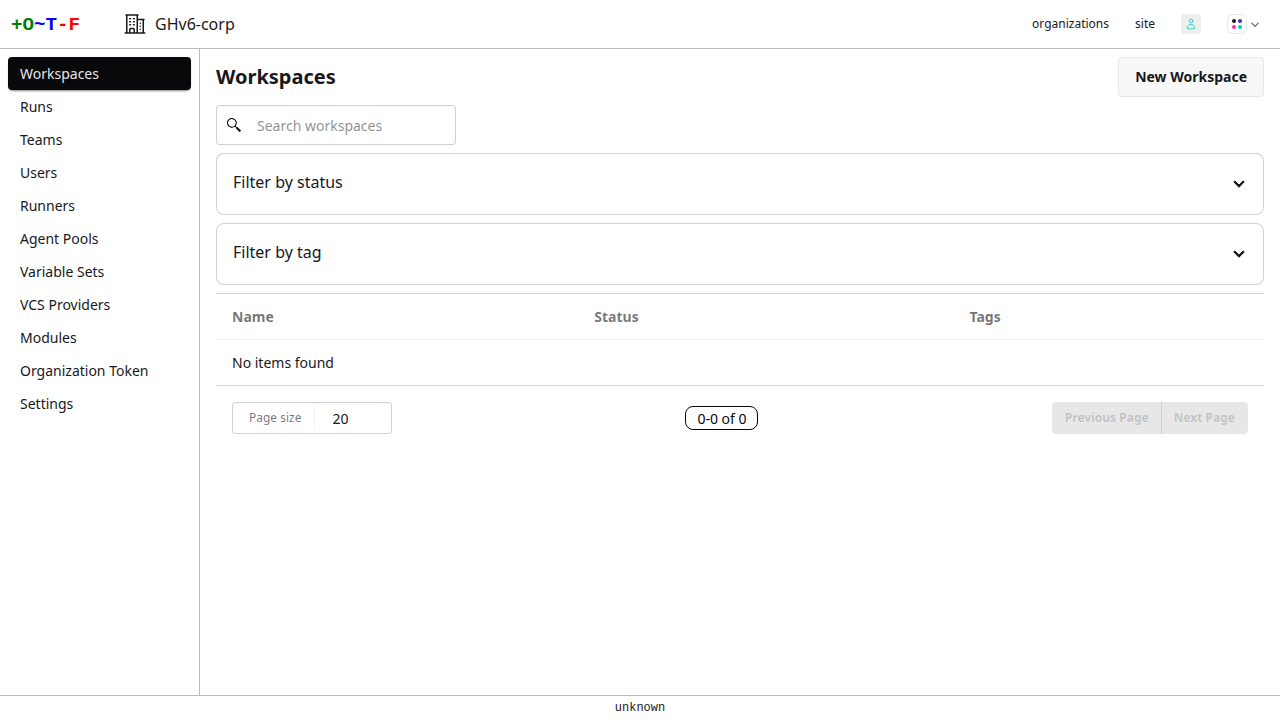 +O~T-F
GHv6-corp
organizations
site
Workspaces
Runs
Teams
Users
Runners
Agent Pools
Variable Sets
VCS Providers
Modules
Organization Token
Settings
Workspaces
New Workspace
Search workspaces
Filter by status
Filter by tag
Name Status Tags
No items found
Page size 20
0-0 of 0
Previous Page Next Page
unknown